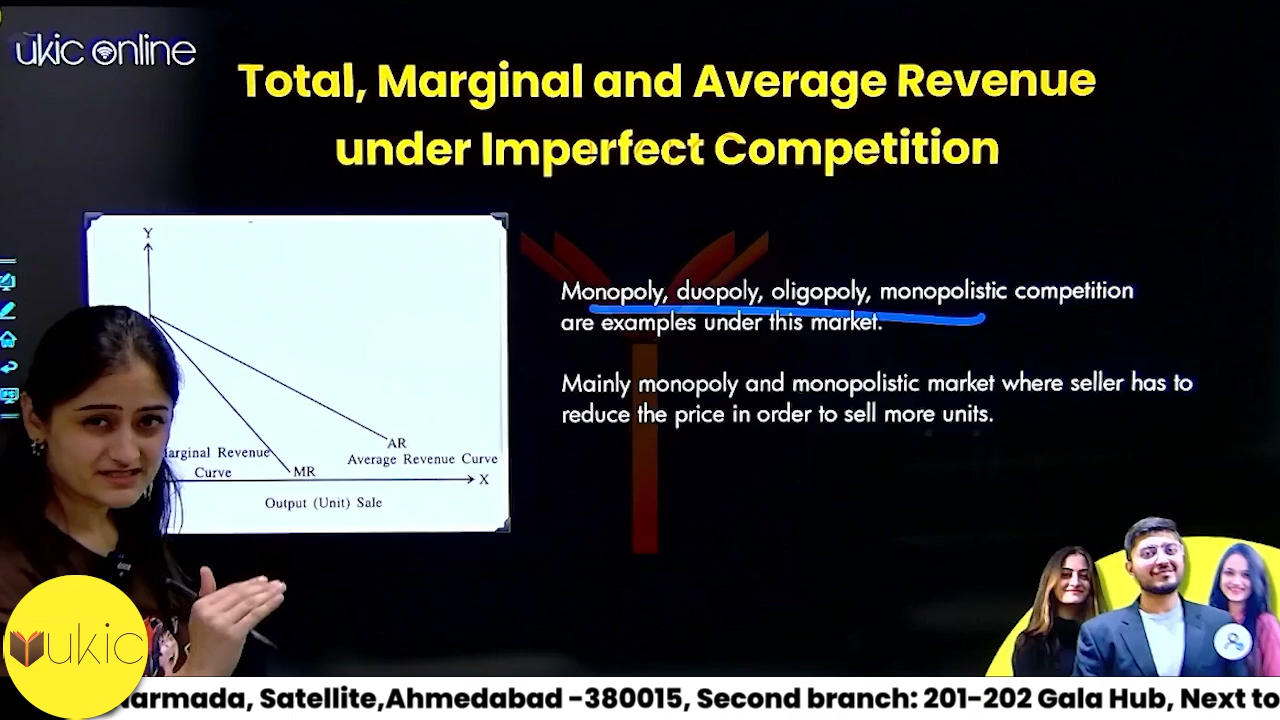 ukic online
Total, Marginal and Average Revenue
under Imperfect Competition
Y
Monopoly, duopoly, oligopoly, monopolistic competition
are examples under this market.
Mainly monopoly and monopolistic market where seller has to
reduce the price in order to sell more units.
AR
Revenue
Average Revenue Curve
Curve
MR
X
Output (Unit) Sale
ukic
Satellite,Ahmedabad -380015, Second branch: 201-202 Gala Hub, Next to